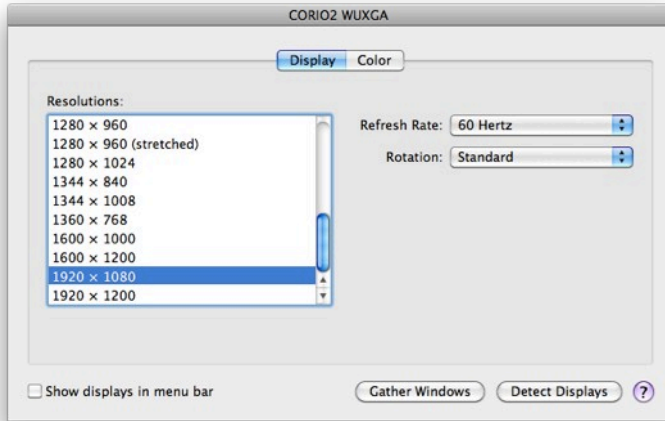 CORIO2 WUXGA
Display Color
Resolutions:
1280 × 960
1280 × 960 (stretched)
1280 × 1024
1344 × 840
1344 × 1008
1360 × 768
1600 × 1000
1600 × 1200
1920 × 1080
1920 × 1200
Refresh Rate: 60 Hertz
Rotation: Standard
Show displays in menu bar
Gather Windows Detect Displays ?